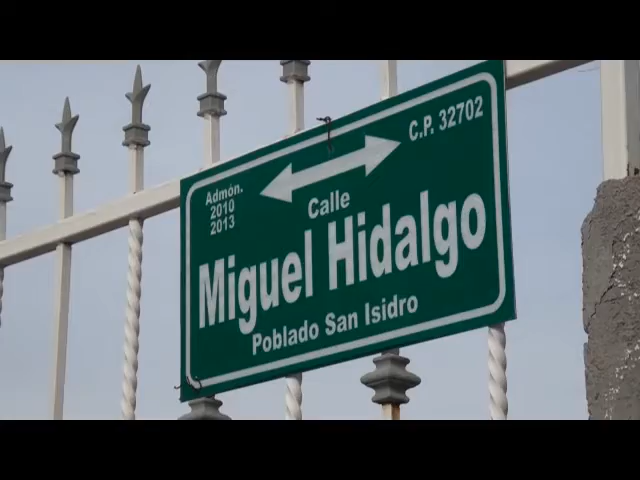 C.P. 32702
Admón.
2010
2013
Calle
Miguel Hidalgo
Poblado San Isidro